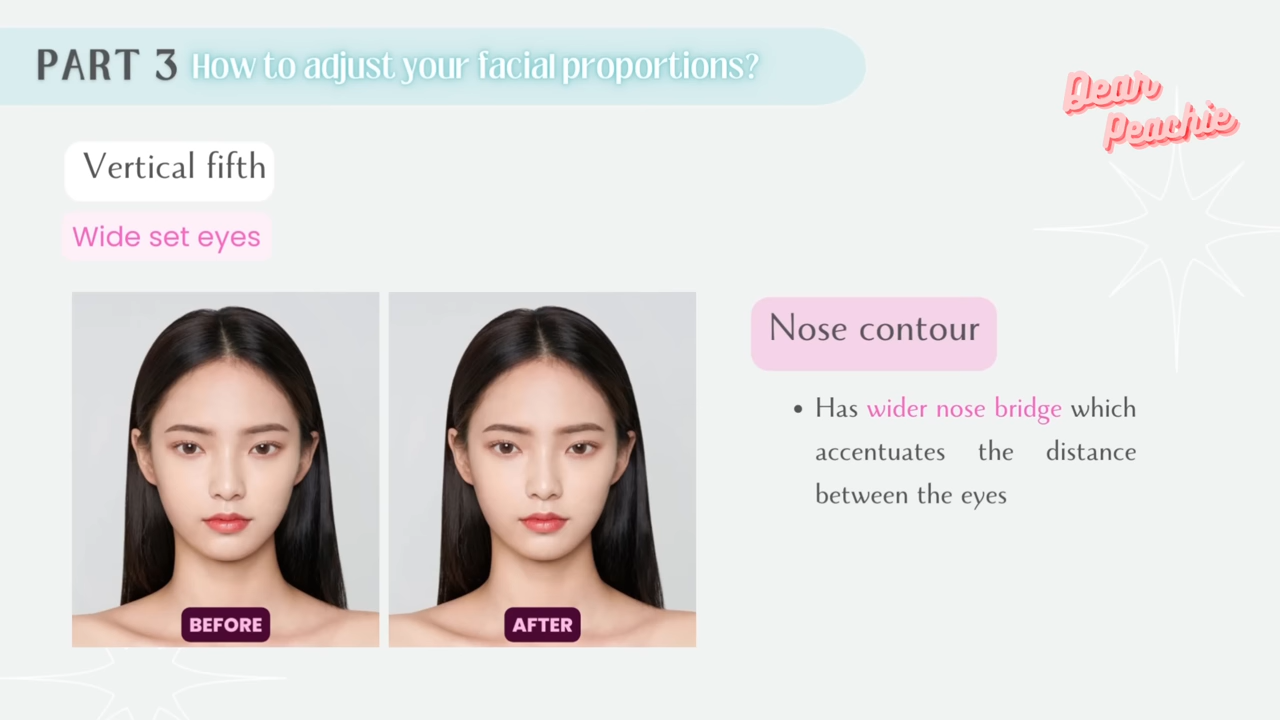 PART 3 How to adjust your facial proportions?
Dear
Peachie
Vertical fifth
Wide set eyes
Nose contour
• Has wider nose bridge which
accentuates the distance
between the eyes
BEFORE
AFTER